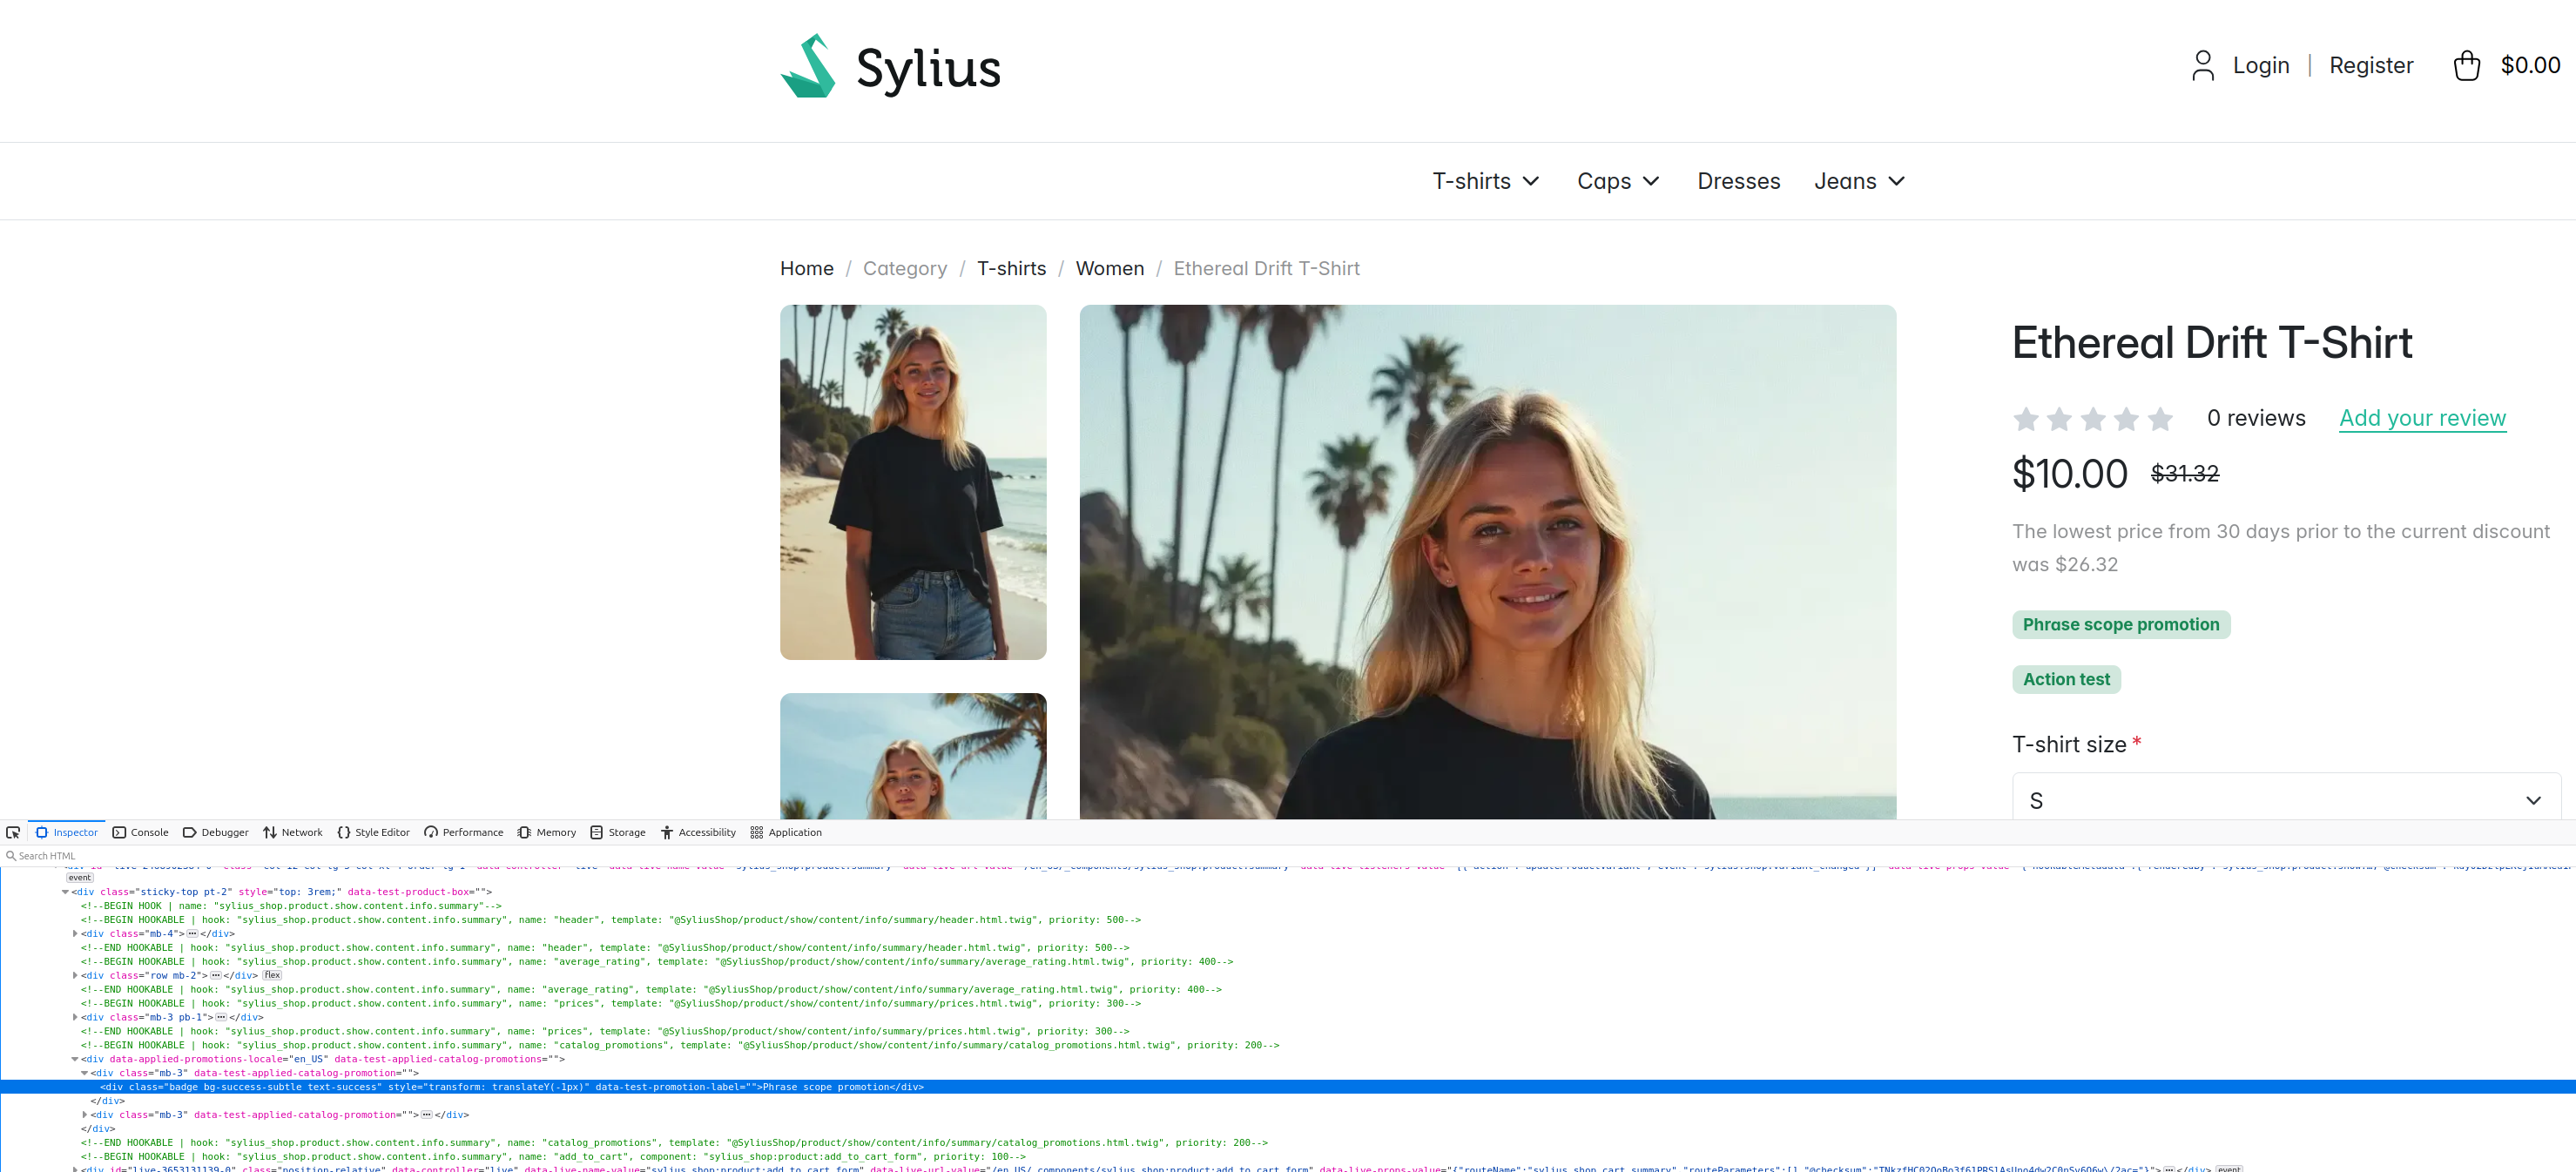 Sylius
Login | Register $0.00
T-shirts Caps Dresses Jeans
Home / Category / T-shirts / Women / Ethereal Drift T-Shirt
Ethereal Drift T-Shirt
0 reviews Add your review
$10.00 $31.32
The lowest price from 30 days prior to the current discount
was $26.32
Phrase scope promotion
Action test
T-shirt size *
S
Inspector Console Debugger Network {} Style Editor Performance Memory Storage Accessibility Application
Search HTML
event
<div class="sticky-top pt-2" style="top: 3rem;" data-test-product-box="">
<!--BEGIN HOOK | name: "sylius_shop.product.show.content.info.summary"-->
<!--BEGIN HOOKABLE | hook: "sylius_shop.product.show.content.info.summary", name: "header", template: "@SyliusShop/product/show/content/info/summary/header.html.twig", priority: 500-->
<div class="mb-4"></div>
<!--END HOOKABLE | hook: "sylius_shop.product.show.content.info.summary", name: "header", template: "@SyliusShop/product/show/content/info/summary/header.html.twig", priority: 500-->
<!--BEGIN HOOKABLE | hook: "sylius_shop.product.show.content.info.summary", name: "average_rating", template: "@SyliusShop/product/show/content/info/summary/average_rating.html.twig", priority: 400-->
<div class="row mb-2"></div> flex
<!--END HOOKABLE | hook: "sylius_shop.product.show.content.info.summary", name: "average_rating", template: "@SyliusShop/product/show/content/info/summary/average_rating.html.twig", priority: 400-->
<!--BEGIN HOOKABLE | hook: "sylius_shop.product.show.content.info.summary", name: "prices", template: "@SyliusShop/product/show/content/info/summary/prices.html.twig", priority: 300-->
<div class="mb-3 pb-1"></div>
<!--END HOOKABLE | hook: "sylius_shop.product.show.content.info.summary", name: "prices", template: "@SyliusShop/product/show/content/info/summary/prices.html.twig", priority: 300-->
<!--BEGIN HOOKABLE | hook: "sylius_shop.product.show.content.info.summary", name: "catalog_promotions", template: "@SyliusShop/product/show/content/info/summary/catalog_promotions.html.twig", priority: 200-->
<div data-applied-promotions-locale="en_US" data-test-applied-catalog-promotions="">
<div class="mb-3" data-test-applied-catalog-promotion="">
<div class="badge bg-success-subtle text-success" style="transform: translateY(-1px)" data-test-promotion-label="">Phrase scope promotion</div>
</div>
<div class="mb-3" data-test-applied-catalog-promotion=""></div>
</div>
<!--END HOOKABLE | hook: "sylius_shop.product.show.content.info.summary", name: "catalog_promotions", template: "@SyliusShop/product/show/content/info/summary/catalog_promotions.html.twig", priority: 200-->
<!--BEGIN HOOKABLE | hook: "sylius_shop.product.show.content.info.summary", name: "add_to_cart", component: "sylius_shop:product:add_to_cart_form", priority: 100-->